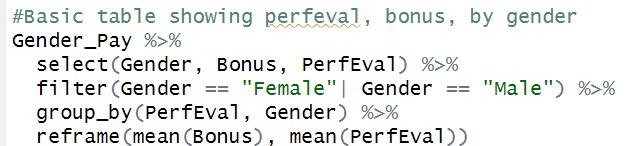 #Basic table showing perfeval, bonus, by gender
Gender_Pay %>%
  select(Gender, Bonus, PerfEval) %>%
  filter(Gender == "Female"| Gender == "Male") %>%
  group_by(PerfEval, Gender) %>%
  reframe(mean(Bonus), mean(PerfEval))